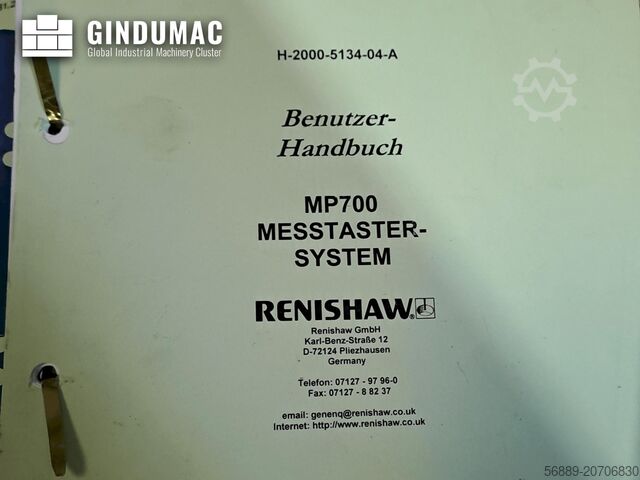 GINDUMAC
Global Industrial Machinery Cluster
H-2000-5134-04-A
Benutzer-
Handbuch
MP700
MESSTASTER-
SYSTEM
RENISHAW
Renishaw GmbH
Karl-Benz-Straße 12
D-72124 Pliezhausen
Germany
Telefon: 07127 - 97 96-0
Fax: 07127 - 8 82 37
email: genenq@renishaw.co.uk
Internet: http://www.renishaw.co.uk
56889-20706830